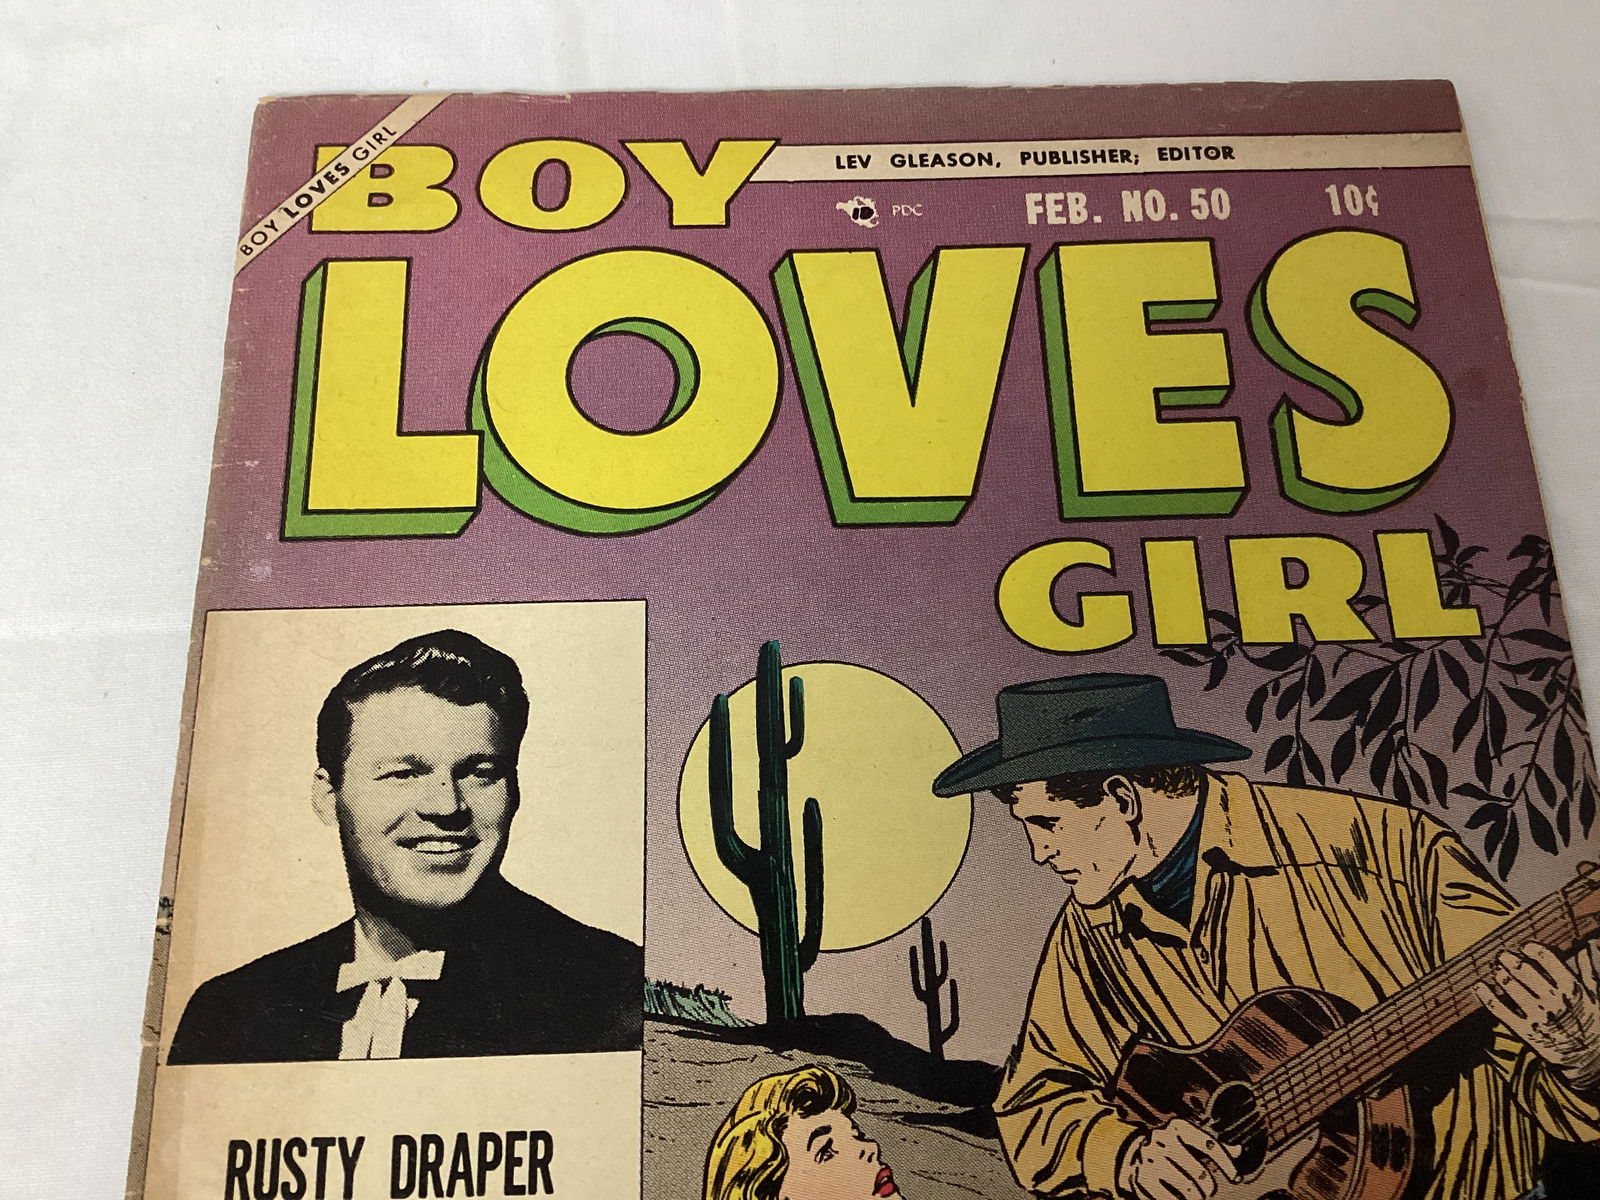 BOY LOVES GIRL
BOY
LEV GLEASON, PUBLISHER; EDITOR
PDC
FEB. NO. 50
10¢
LOVES
GIRL
RUSTY DRAPER